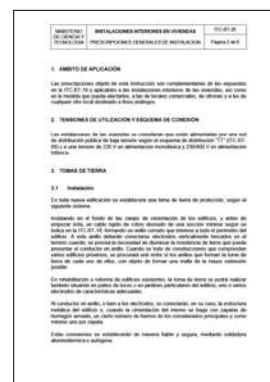 MINISTERIO DE CIENCIA Y TECNOLOGIA
INSTALACIONES INTERIORES EN VIVIENDAS
PRESCRIPCIONES GENERALES DE INSTALACION
ITC-BT-26
Página 2 de 6
1. AMBITO DE APLICACIÓN
Las prescripciones objeto de esta Instrucción son complementarias de las expuestas
en la ITC-BT-19 y aplicables a las instalaciones interiores de las viviendas, así como
en la medida que pueda afectarles, a las de locales comerciales, de oficinas y a las de
cualquier otro local destinado a fines análogos.
2. TENSIONES DE UTILIZACIÓN Y ESQUEMA DE CONEXIÓN
Las instalaciones de las viviendas se consideran que están alimentadas por una red
de distribución pública de baja tensión según el esquema de distribución "TT" (ITC-BT-
08) y a una tensión de 230 V en alimentación monofásica y 230/400 V en alimentación
trifásica.
3. TOMAS DE TIERRA
3.1 Instalación
En toda nueva edificación se establecerá una toma de tierra de protección, según el
siguiente sistema:
Instalando en el fondo de las zanjas de cimentación de los edificios, y antes de
empezar ésta, un cable rígido de cobre desnudo de una sección mínima según se
indica en la ITC-BT-18, formando un anillo cerrado que interese a todo el perímetro del
edificio. A este anillo deberán conectarse electrodos verticalmente hincados en el
terreno cuando, se prevea la necesidad de disminuir la resistencia de tierra que pueda
presentar el conductor en anillo. Cuando se trate de construcciones que comprendan
varios edificios próximos, se procurará unir entre sí los anillos que forman la toma de
tierra de cada uno de ellos, con objeto de formar una malla de la mayor extensión
posible.
En rehabilitación o reforma de edificios existentes, la toma de tierra se podrá realizar
también situando en patios de luces o en jardines particulares del edificio, uno o varios
electrodos de características adecuadas.
Al conductor en anillo, o bien a los electrodos, se conectarán, en su caso, la estructura
metálica del edificio o, cuando la cimentación del mismo se haga con zapatas de
hormigón armado, un cierto número de hierros de los considerados principales y como
mínimo uno por zapata.
Estas conexiones se establecerán de manera fiable y segura, mediante soldadura
aluminotérmica o autógena.